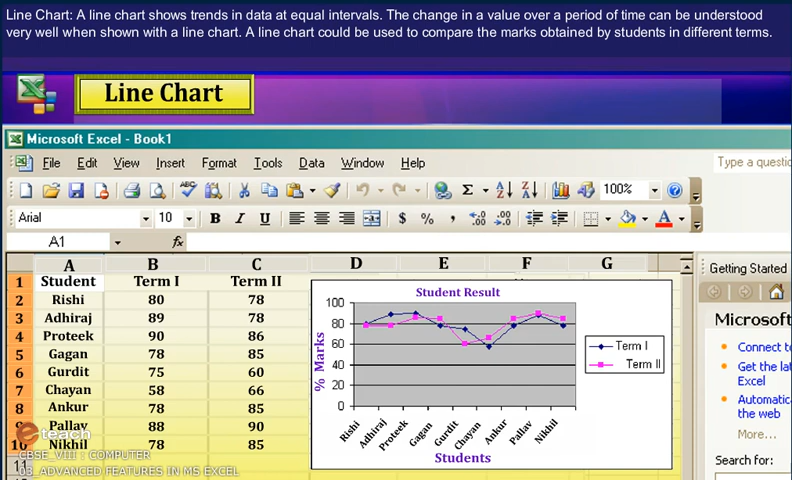 Line Chart: A line chart shows trends in data at equal intervals. The change in a value over a period of time can be understood
very well when shown with a line chart. A line chart could be used to compare the marks obtained by students in different terms.
Line Chart
Microsoft Excel - Book1
File Edit View Insert Format Tools Data Window Help
Type a questio
100%
Arial 10 B I U $ % ,
A1 fx
A B C D E F G
Getting Started
1 Student Term I Term II
2 Rishi 80 78
3 Adhiraj 89 78
4 Proteek 90 86
5 Gagan 78 85
6 Gurdit 75 60
7 Chayan 58 66
8 Ankur 78 85
9 Pallav 88 90
10 Nikhil 78 85
11
Student Result
% Marks
100
80
60
40
20
0
Rishi Adhiraj Proteek Gagan Gurdit Chayan Ankur Pallav Nikhil
Students
Term I
Term II
Microsoft
Connect to
Get the lat
Excel
Automatic
the web
More...
Search for:
e teach
CBSE_VIII : COMPUTER
03_ADVANCED FEATURES IN MS EXCEL